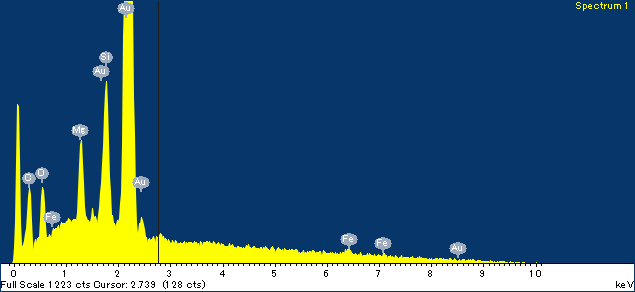 Spectrum 1
Au
Si
Au
Mg
O
O
Au
Fe
Fe
Fe
Au
0 1 2 3 4 5 6 7 8 9 10
Full Scale 1223 cts Cursor: 2.739 (128 cts) keV